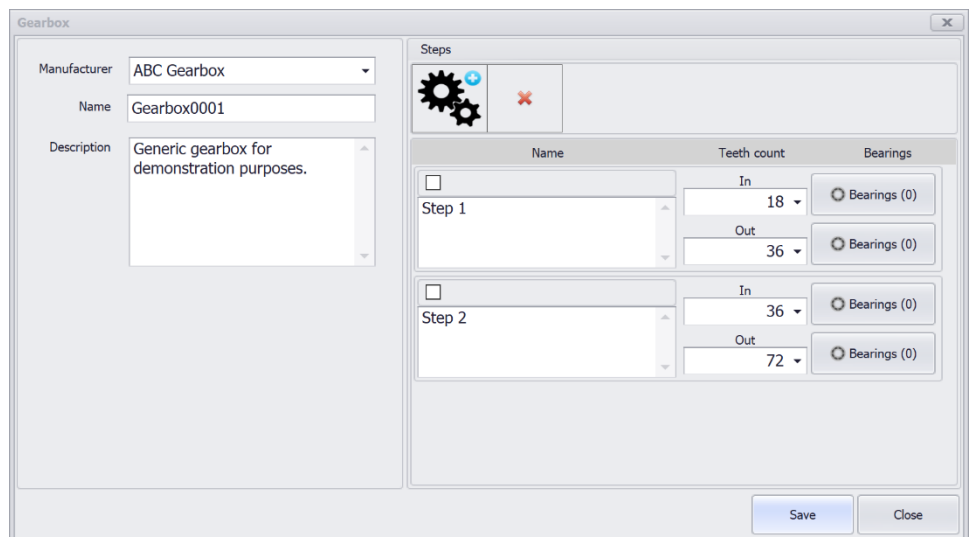 Gearbox
Manufacturer
ABC Gearbox
Name
Gearbox0001
Description
Generic gearbox for
demonstration purposes.
Steps
Name Teeth count Bearings
Step 1
In
18
Bearings (0)
Out
36
Bearings (0)
Step 2
In
36
Bearings (0)
Out
72
Bearings (0)
Save
Close